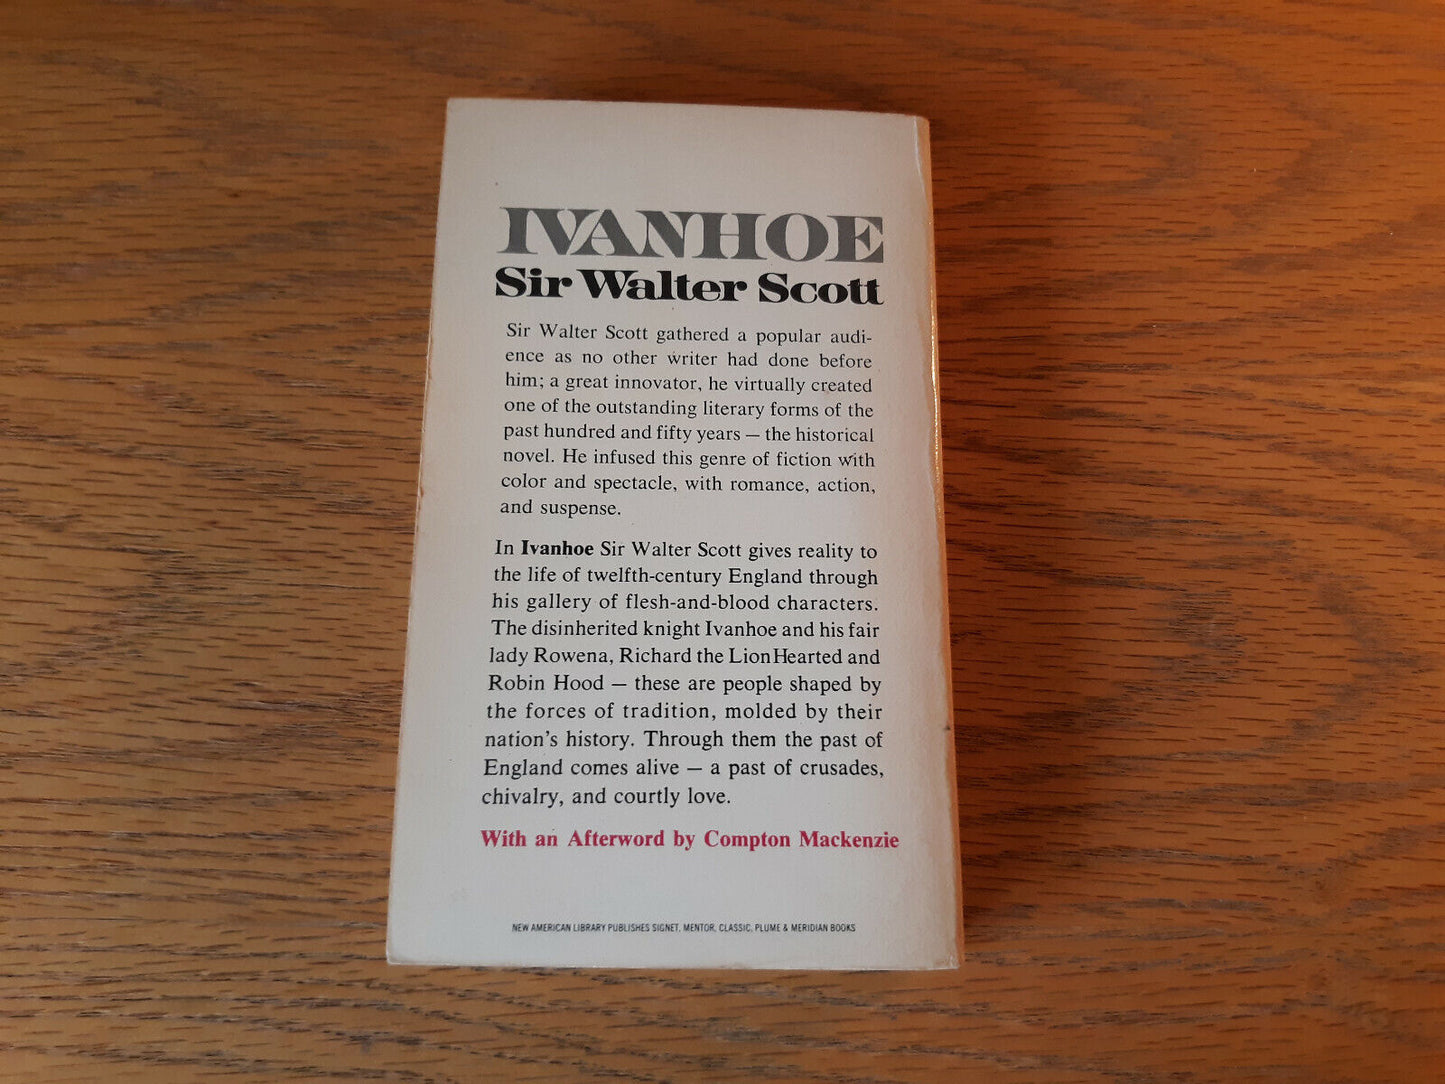 IVANHOE
Sir Walter Scott
Sir Walter Scott gathered a popular audi-
ence as no other writer had done before
him; a great innovator, he virtually created
one of the outstanding literary forms of the
past hundred and fifty years — the historical
novel. He infused this genre of fiction with
color and spectacle, with romance, action,
and suspense.
In Ivanhoe Sir Walter Scott gives reality to
the life of twelfth-century England through
his gallery of flesh-and-blood characters.
The disinherited knight Ivanhoe and his fair
lady Rowena, Richard the Lion Hearted and
Robin Hood — these are people shaped by
the forces of tradition, molded by their
nation's history. Through them the past of
England comes alive — a past of crusades,
chivalry, and courtly love.
With an Afterword by Compton Mackenzie
NEW AMERICAN LIBRARY PUBLISHES SIGNET, MENTOR, CLASSIC, PLUME & MERIDIAN BOOKS